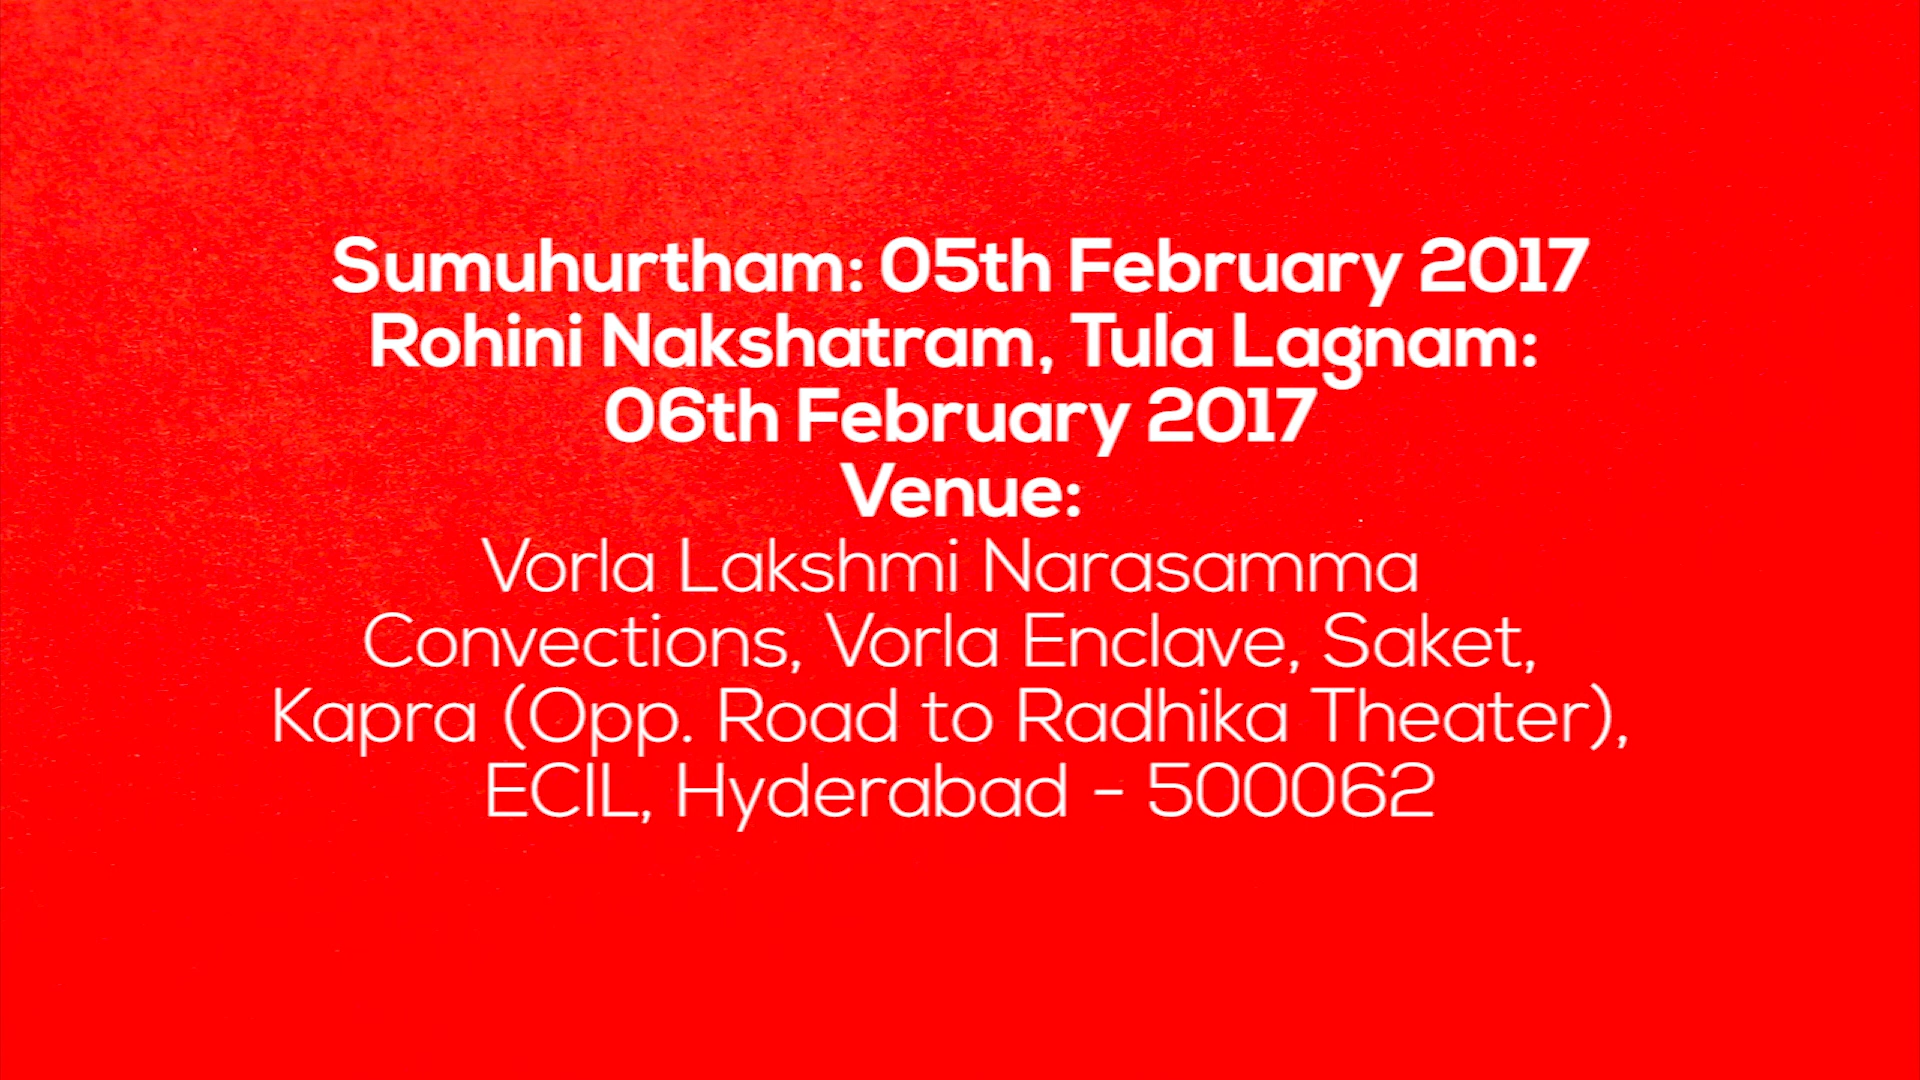 Sumuhurtham: 05th February 2017
Rohini Nakshatram, Tula Lagnam:
06th February 2017
Venue:
Vorla Lakshmi Narasamma
Convections, Vorla Enclave, Saket,
Kapra (Opp. Road to Radhika Theater),
ECIL, Hyderabad - 500062